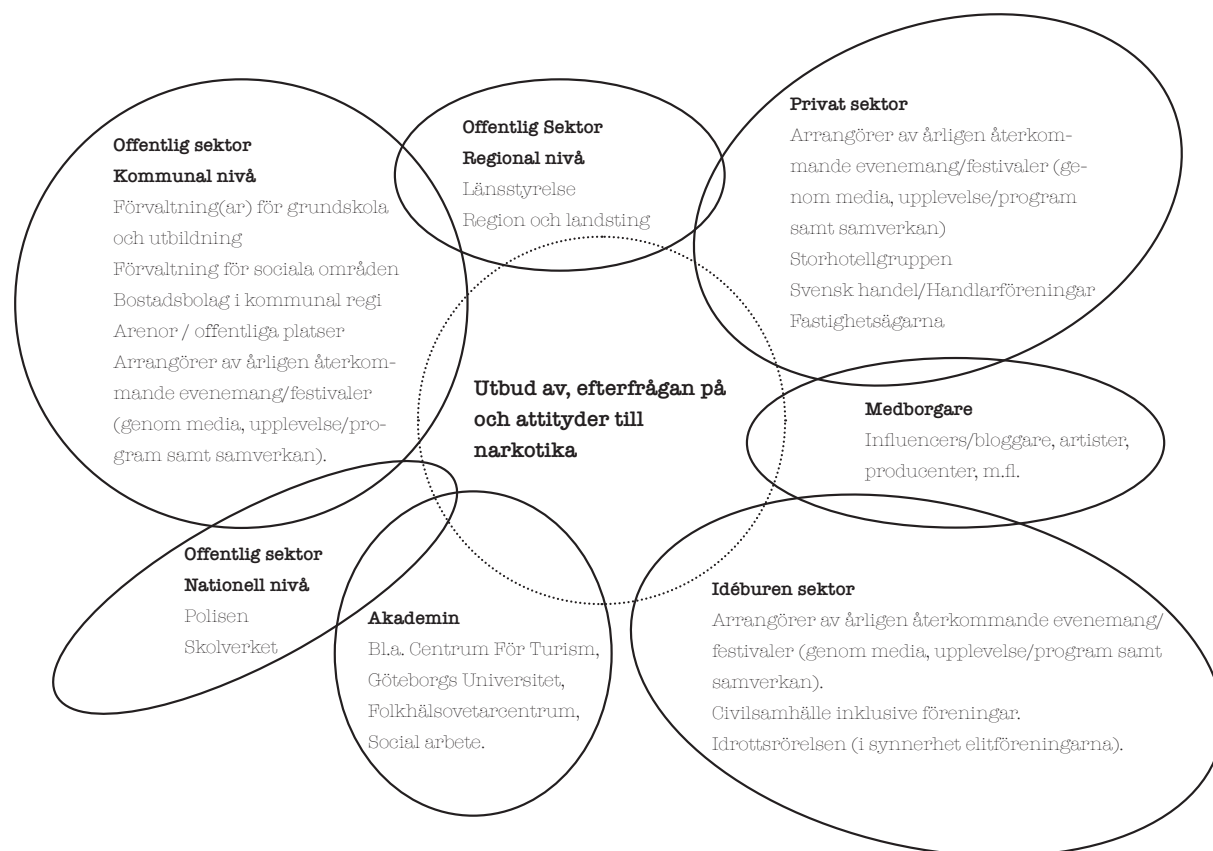 Offentlig sektor
Kommunal nivå
Förvaltning(ar) för grundskola
och utbildning
Förvaltning för sociala områden
Bostadsbolag i kommunal regi
Arenor / offentliga platser
Arrangörer av årligen återkom-
mande evenemang/festivaler
(genom media, upplevelse/pro-
gram samt samverkan).
Offentlig Sektor
Regional nivå
Länsstyrelse
Region och landsting
Privat sektor
Arrangörer av årligen återkom-
mande evenemang/festivaler (ge-
nom media, upplevelse/program
samt samverkan)
Storhotellgruppen
Svensk handel/Handlarföreningar
Fastighetsägarna
Utbud av, efterfrågan på
och attityder till
narkotika
Medborgare
Influencers/bloggare, artister,
producenter, m.fl.
Offentlig sektor
Nationell nivå
Polisen
Skolverket
Akademin
Bl.a. Centrum För Turism,
Göteborgs Universitet,
Folkhälsovetarcentrum,
Social arbete.
Idéburen sektor
Arrangörer av årligen återkommande evenemang/
festivaler (genom media, upplevelse/program samt
samverkan).
Civilsamhälle inklusive föreningar.
Idrottsrörelsen (i synnerhet elitföreningarna).